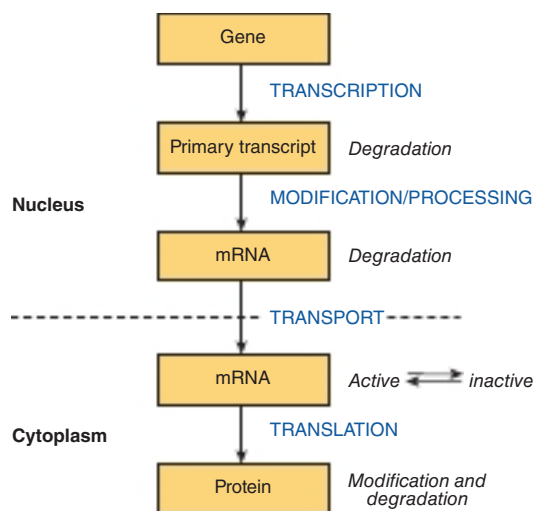 Gene
TRANSCRIPTION
Primary transcript Degradation
Nucleus
MODIFICATION/PROCESSING
mRNA Degradation
TRANSPORT
mRNA Active inactive
Cytoplasm
TRANSLATION
Protein
Modification and
degradation